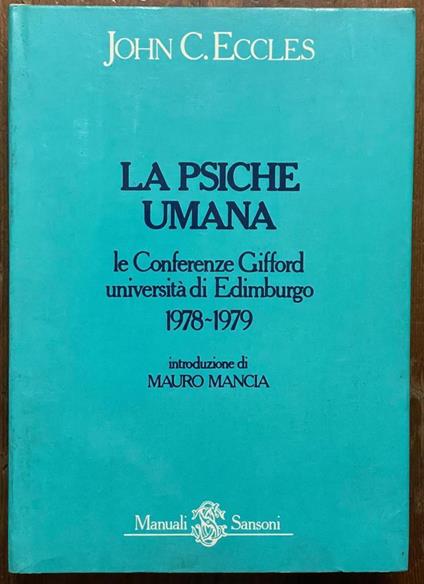 JOHN C. ECCLES
LA PSICHE
UMANA
le Conferenze Gifford
università di Edimburgo
1978~1979
introduzione di
MAURO MANCIA
Manuali Sansoni